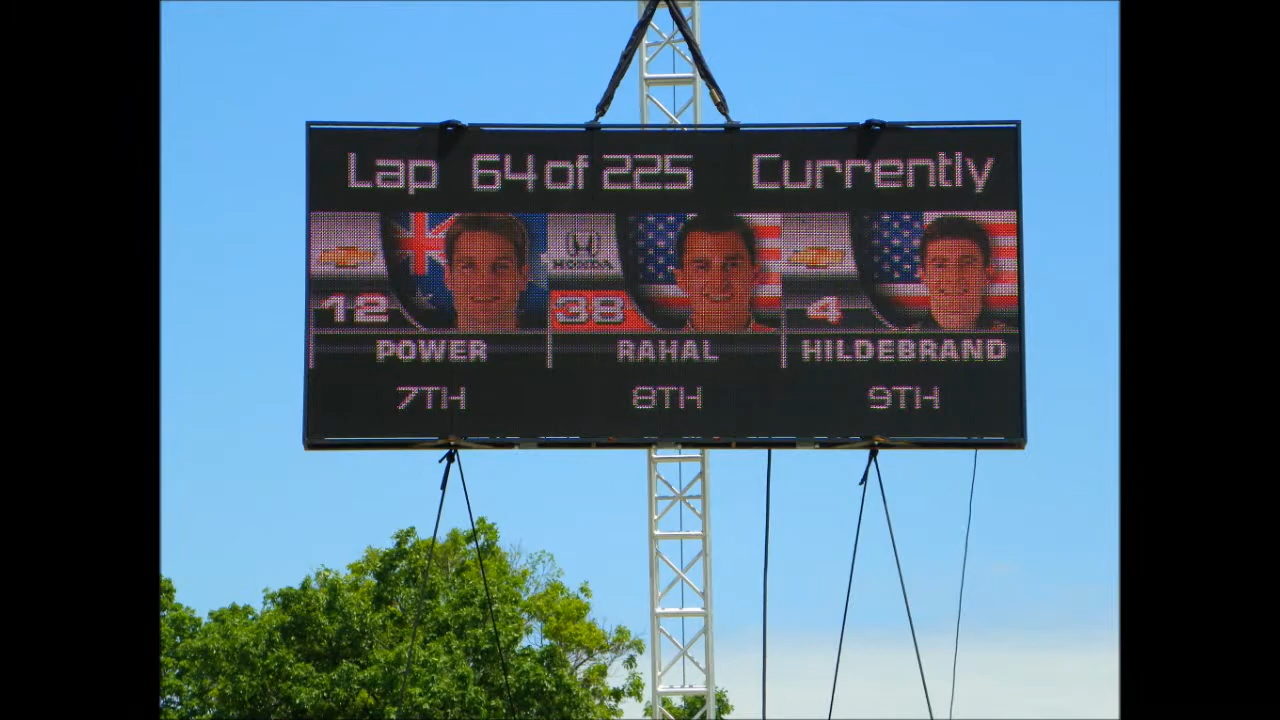 Lap 64 of 225 Currently
HONDA
12 38 4
POWER RAHAL HILDEBRAND
7TH 8TH 9TH